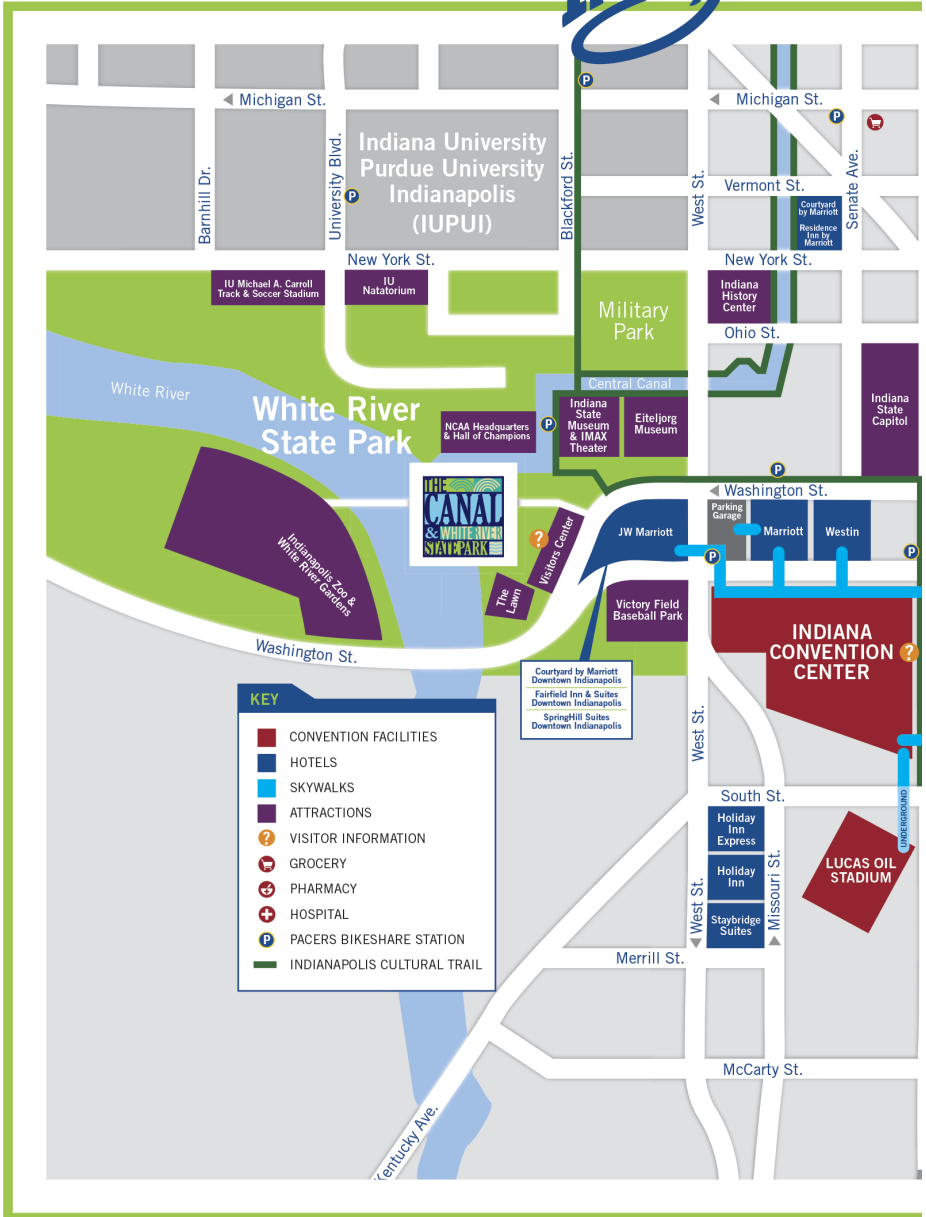 Michigan St.
Michigan St.
Indiana University
Purdue University
Indianapolis
(IUPUI)
Barnhill Dr.
University Blvd.
Blackford St.
West St.
Senate Ave.
P
P
P
Vermont St.
Courtyard
by Marriott
Residence
Inn by
Marriott
New York St.
New York St.
IU Michael A. Carroll
Track & Soccer Stadium
IU
Natatorium
Military
Park
Indiana
History
Center
Ohio St.
White River
Central Canal
White River
State Park
NCAA Headquarters
& Hall of Champions
P
Indiana
State
Museum
& IMAX
Theater
Eiteljorg
Museum
Indiana
State
Capitol
P
Washington St.
THE
CANAL
& WHITE RIVER
STATE PARK
?
Visitors Center
The
Lawn
Indianapolis Zoo &
White River Gardens
JW Marriott
Parking
Garage
Marriott
Westin
P
P
Victory Field
Baseball Park
INDIANA
CONVENTION
CENTER
?
Washington St.
Courtyard by Marriott
Downtown Indianapolis
Fairfield Inn & Suites
Downtown Indianapolis
SpringHill Suites
Downtown Indianapolis
West St.
KEY
CONVENTION FACILITIES
HOTELS
SKYWALKS
ATTRACTIONS
? VISITOR INFORMATION
GROCERY
PHARMACY
HOSPITAL
P PACERS BIKESHARE STATION
INDIANAPOLIS CULTURAL TRAIL
South St.
Holiday
Inn
Express
Holiday
Inn
Staybridge
Suites
West St.
Missouri St.
UNDERGROUND
LUCAS OIL
STADIUM
Merrill St.
McCarty St.
Kentucky Ave.